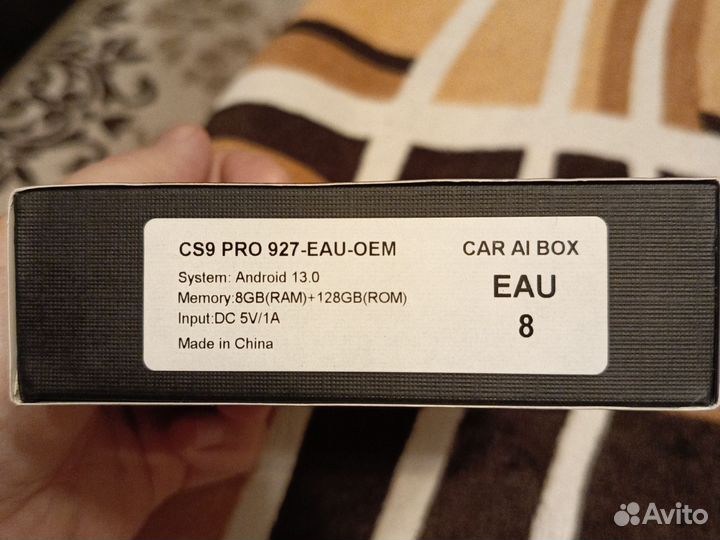 CS9 PRO 927-EAU-OEM
System: Android 13.0
Memory:8GB(RAM)+128GB(ROM)
Input:DC 5V/1A
Made in China
CAR AI BOX
EAU
8
Avito